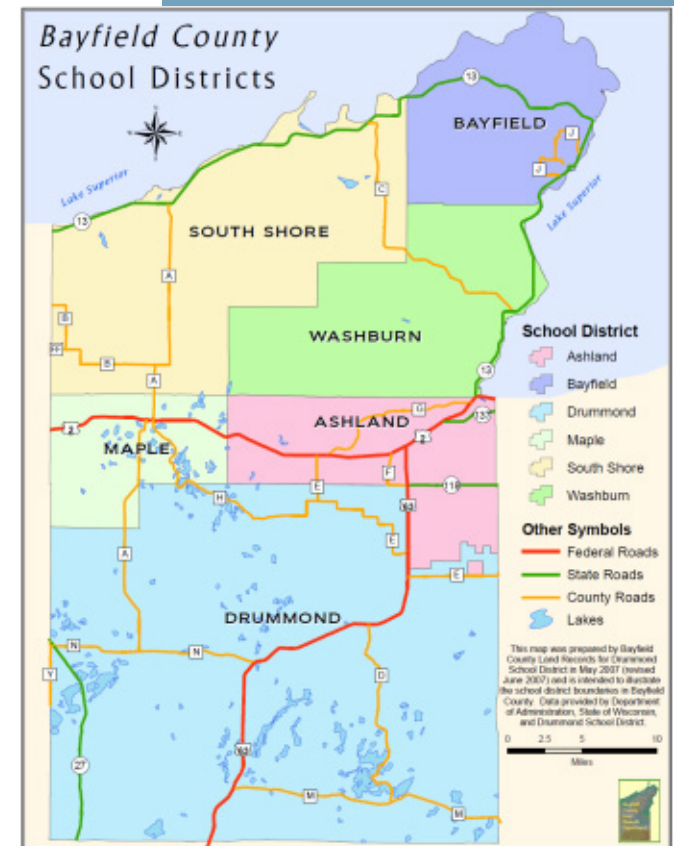 Bayfield County
School Districts
13
BAYFIELD
J
J
Lake Superior
C
Lake Superior
13
SOUTH SHORE
A
B
WASHBURN
School District
FF
B
Ashland
13
A
Bayfield
G
ASHLAND
137
Drummond
2
2
MAPLE
Maple
F
South Shore
E
H
Washburn
63
Other Symbols
E
Federal Roads
A
E
State Roads
County Roads
DRUMMOND
Lakes
N
N
Y
D
This map was prepared by Bayfield
County Land Records for Drummond
School District in May 2007 (revised
June 2007) and is intended to illustrate
the school district boundaries in Bayfield
County. Data provided by Department
of Administration, State of Wisconsin,
and Drummond School District.
0 2.5 5 10
Miles
63
27
M
M